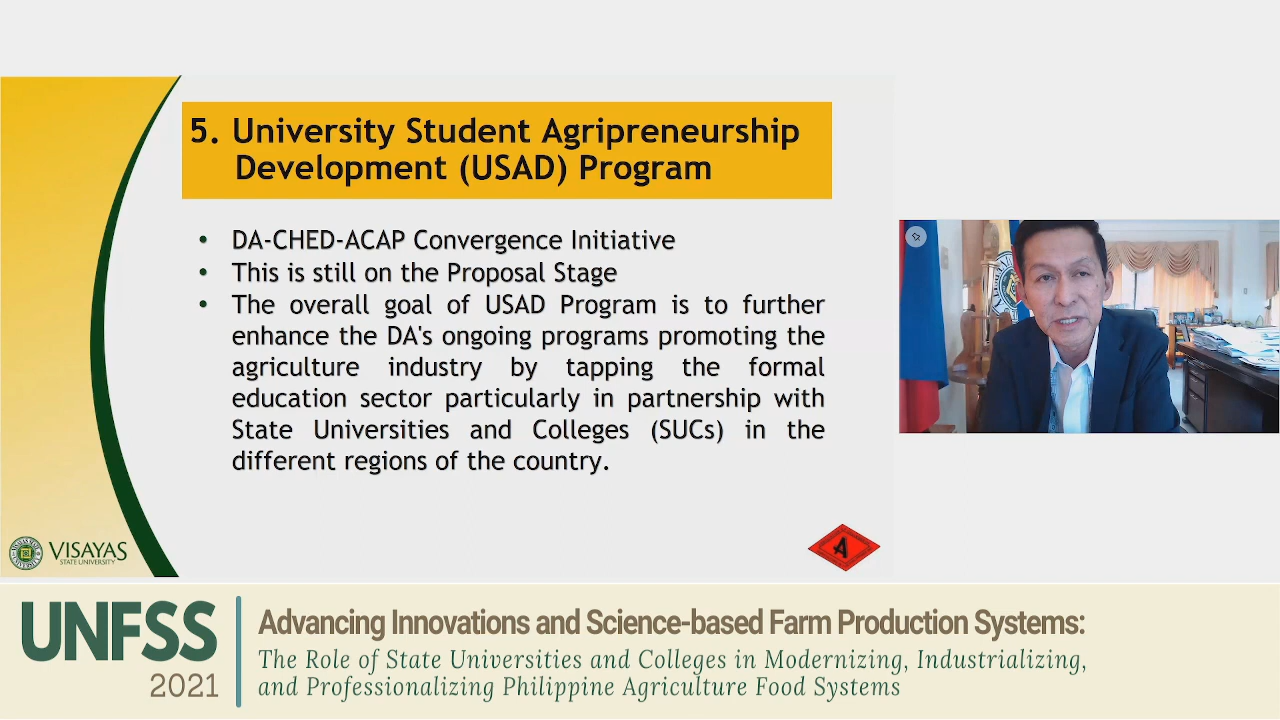 5. University Student Agripreneurship
Development (USAD) Program
• DA-CHED-ACAP Convergence Initiative
• This is still on the Proposal Stage
• The overall goal of USAD Program is to further
enhance the DA's ongoing programs promoting the
agriculture industry by tapping the formal
education sector particularly in partnership with
State Universities and Colleges (SUCs) in the
different regions of the country.
VISAYAS
STATE UNIVERSITY
A
UNFSS
2021
Advancing Innovations and Science-based Farm Production Systems:
The Role of State Universities and Colleges in Modernizing, Industrializing,
and Professionalizing Philippine Agriculture Food Systems